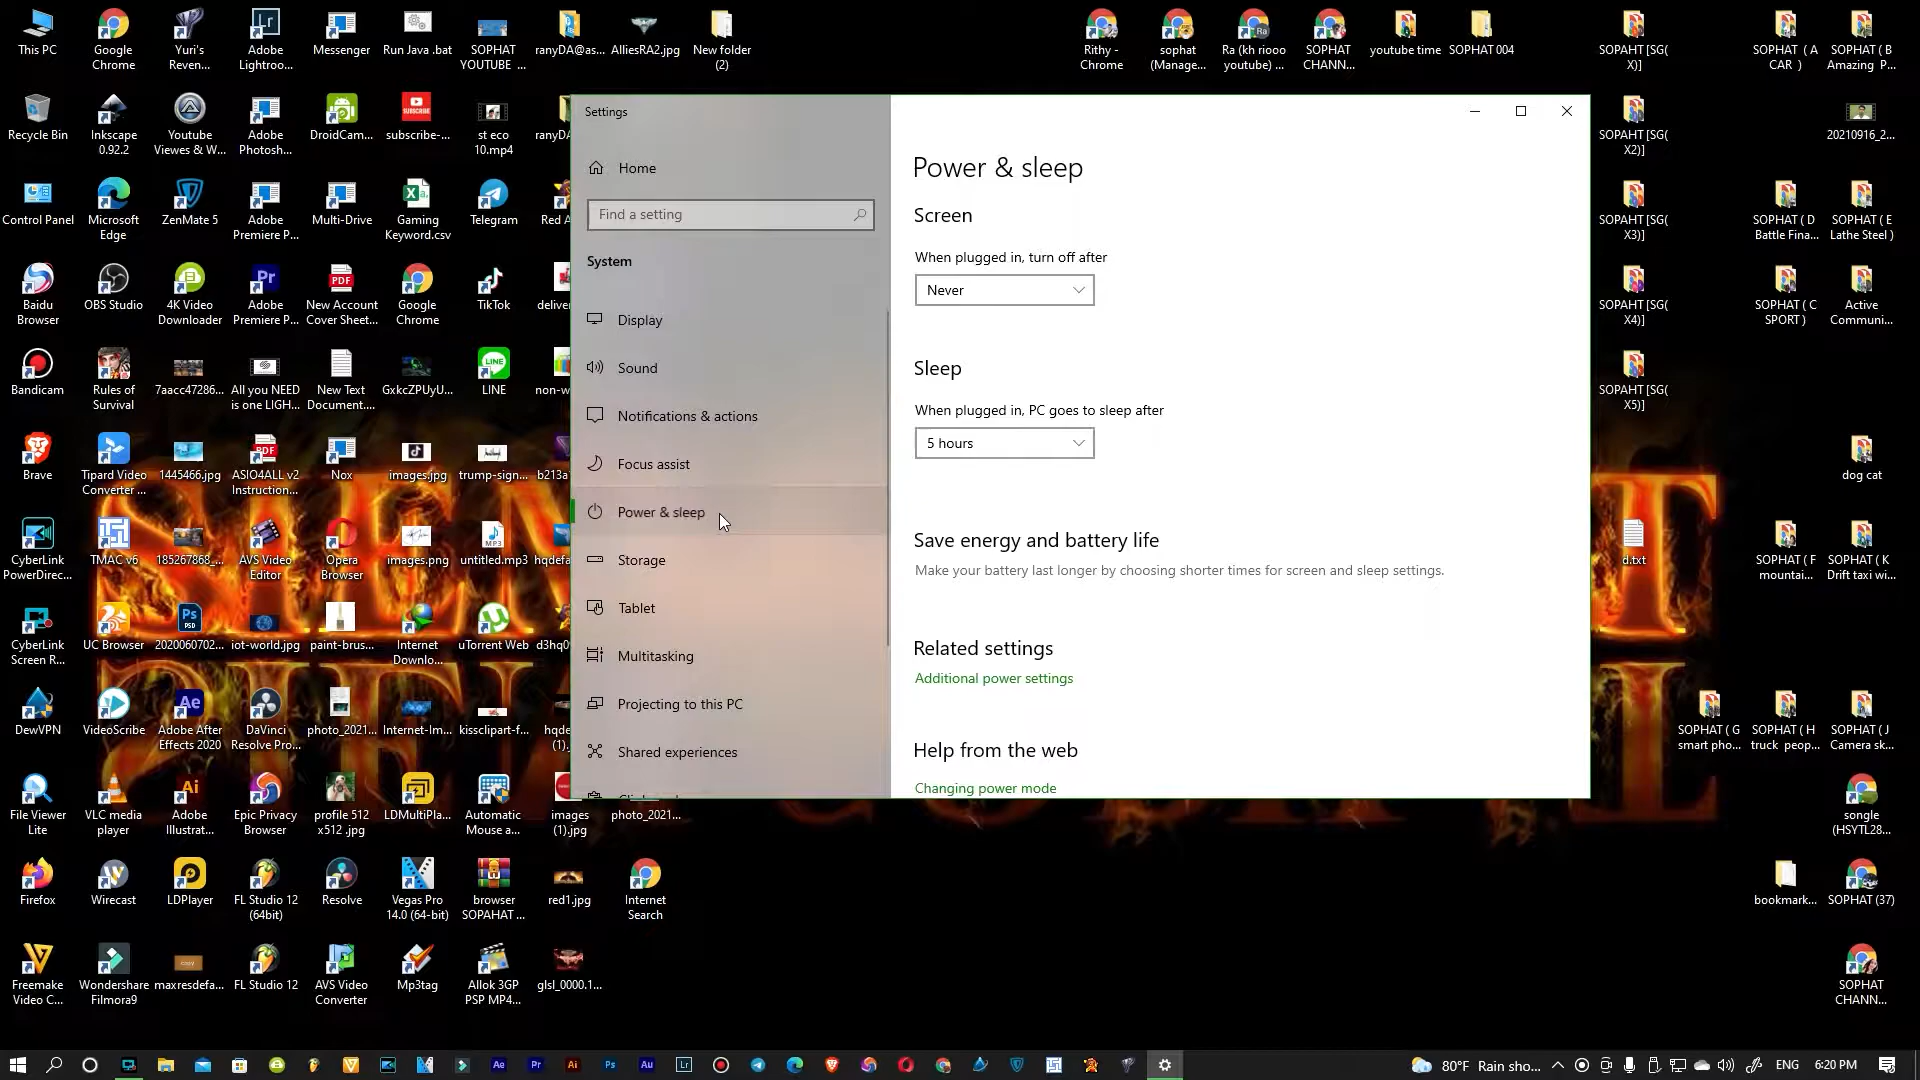 This PC
Google
Chrome
Yuri's
Reven...
Adobe
Lightroo...
Messenger
Run Java .bat
SOPHAT
YOUTUBE ...
ranyDA@as...
AlliesRA2.jpg
New folder
(2)
Rithy -
Chrome
sophat
(Manage...
Ra (kh riooo
youtube) ...
SOPHAT
CHANN...
youtube time
SOPHAT 004
SOPAHT [SG(
X)]
SOPHAT ( A
CAR )
SOPHAT ( B
Amazing P...
Recycle Bin
Inkscape
0.92.2
Youtube
Viewes & W...
Adobe
Photosh...
DroidCam...
subscribe-...
st eco
10.mp4
ranyDA
SOPAHT [SG(
X2)]
20210916_2...
Control Panel
Microsoft
Edge
ZenMate 5
Adobe
Premiere P...
Multi-Drive
Gaming
Keyword.csv
Telegram
Red A
SOPAHT [SG(
X3)]
SOPHAT ( D
Battle Fina...
SOPHAT ( E
Lathe Steel )
Baidu
Browser
OBS Studio
4K Video
Downloader
Adobe
Premiere P...
New Account
Cover Sheet...
Google
Chrome
TikTok
deliver
SOPAHT [SG(
X4)]
SOPHAT ( C
SPORT )
Active
Communi...
Bandicam
Rules of
Survival
7aacc47286...
All you NEED
is one LIGH...
New Text
Document....
GxkcZPUyU...
LINE
non-w
SOPAHT [SG(
X5)]
Brave
Tipard Video
Converter ...
1445466.jpg
ASIO4ALL v2
Instruction...
Nox
images.jpg
trump-sign...
b213a
dog cat
CyberLink
PowerDirec...
TMAC v6
185267868_...
AVS Video
Editor
Opera
Browser
images.png
untitled.mp3
hqdefa
d.txt
SOPHAT ( F
mountai...
SOPHAT ( K
Drift taxi wi...
CyberLink
Screen R...
UC Browser
2020060702...
iot-world.jpg
paint-brus...
Internet
Downlo...
uTorrent Web
d3hq0
DewVPN
VideoScribe
Adobe After
Effects 2020
DaVinci
Resolve Pro...
photo_2021...
Internet-Im...
kissclipart-f...
hqde
(1).
SOPHAT ( G
smart pho...
SOPHAT ( H
truck peop...
SOPHAT ( J
Camera sk...
File Viewer
Lite
VLC media
player
Adobe
Illustrat...
Epic Privacy
Browser
profile 512
x512 .jpg
LDMultiPla...
Automatic
Mouse a...
images
(1).jpg
photo_2021...
songle
(HSYTL28...
Firefox
Wirecast
LDPlayer
FL Studio 12
(64bit)
Resolve
Vegas Pro
14.0 (64-bit)
browser
SOPAHAT ...
red1.jpg
Internet
Search
bookmark...
SOPHAT (37)
Freemake
Video C...
Wondershare
Filmora9
maxresdefa...
FL Studio 12
AVS Video
Converter
Mp3tag
Allok 3GP
PSP MP4...
glsl_0000.1...
SOPHAT
CHANN...
Settings
Home
Find a setting
System
Display
Sound
Notifications & actions
Focus assist
Power & sleep
Storage
Tablet
Multitasking
Projecting to this PC
Shared experiences
Power & sleep
Screen
When plugged in, turn off after
Never
Sleep
When plugged in, PC goes to sleep after
5 hours
Save energy and battery life
Make your battery last longer by choosing shorter times for screen and sleep settings.
Related settings
Additional power settings
Help from the web
Changing power mode
80°F Rain sho...
ENG
6:20 PM